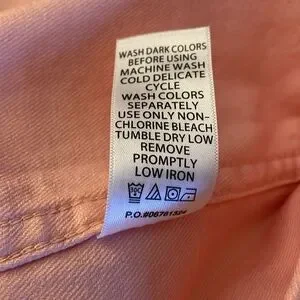 WASH DARK COLORS
BEFORE USING
MACHINE WASH
COLD DELICATE
CYCLE
WASH COLORS
SEPARATELY
USE ONLY NON-
CHLORINE BLEACH
TUMBLE DRY LOW
REMOVE
PROMPTLY
LOW IRON